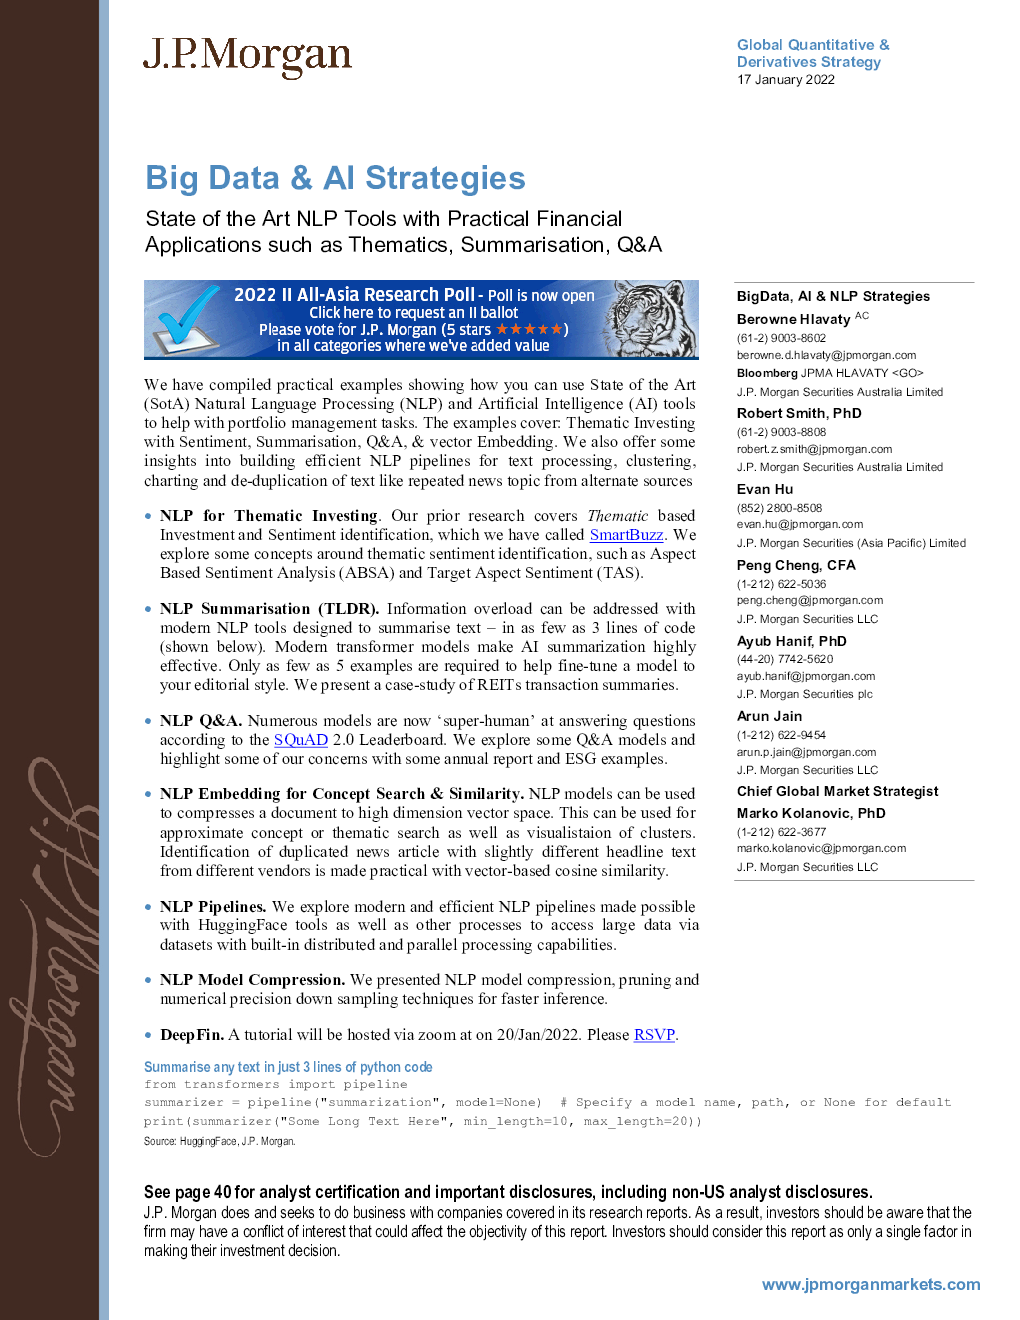 J.P.Morgan
Global Quantitative &
Derivatives Strategy
17 January 2022
Big Data & AI Strategies
State of the Art NLP Tools with Practical Financial
Applications such as Thematics, Summarisation, Q&A
2022 II All-Asia Research Poll - Poll is now open
Click here to request an II ballot
Please vote for J.P. Morgan (5 stars ★★★★★)
in all categories where we've added value
We have compiled practical examples showing how you can use State of the Art
(SotA) Natural Language Processing (NLP) and Artificial Intelligence (AI) tools
to help with portfolio management tasks. The examples cover: Thematic Investing
with Sentiment, Summarisation, Q&A, & vector Embedding. We also offer some
insights into building efficient NLP pipelines for text processing, clustering,
charting and de-duplication of text like repeated news topic from alternate sources
• NLP for Thematic Investing. Our prior research covers Thematic based
Investment and Sentiment identification, which we have called SmartBuzz. We
explore some concepts around thematic sentiment identification, such as Aspect
Based Sentiment Analysis (ABSA) and Target Aspect Sentiment (TAS).
• NLP Summarisation (TLDR). Information overload can be addressed with
modern NLP tools designed to summarise text – in as few as 3 lines of code
(shown below). Modern transformer models make AI summarization highly
effective. Only as few as 5 examples are required to help fine-tune a model to
your editorial style. We present a case-study of REITs transaction summaries.
• NLP Q&A. Numerous models are now ‘super-human’ at answering questions
according to the SQuAD 2.0 Leaderboard. We explore some Q&A models and
highlight some of our concerns with some annual report and ESG examples.
• NLP Embedding for Concept Search & Similarity. NLP models can be used
to compresses a document to high dimension vector space. This can be used for
approximate concept or thematic search as well as visualistaion of clusters.
Identification of duplicated news article with slightly different headline text
from different vendors is made practical with vector-based cosine similarity.
• NLP Pipelines. We explore modern and efficient NLP pipelines made possible
with HuggingFace tools as well as other processes to access large data via
datasets with built-in distributed and parallel processing capabilities.
• NLP Model Compression. We presented NLP model compression, pruning and
numerical precision down sampling techniques for faster inference.
• DeepFin. A tutorial will be hosted via zoom at on 20/Jan/2022. Please RSVP.
BigData, AI & NLP Strategies
Berowne Hlavaty AC
(61-2) 9003-8602
berowne.d.hlavaty@jpmorgan.com
Bloomberg JPMA HLAVATY <GO>
J.P. Morgan Securities Australia Limited
Robert Smith, PhD
(61-2) 9003-8808
robert.z.smith@jpmorgan.com
J.P. Morgan Securities Australia Limited
Evan Hu
(852) 2800-8508
evan.hu@jpmorgan.com
J.P. Morgan Securities (Asia Pacific) Limited
Peng Cheng, CFA
(1-212) 622-5036
peng.cheng@jpmorgan.com
J.P. Morgan Securities LLC
Ayub Hanif, PhD
(44-20) 7742-5620
ayub.hanif@jpmorgan.com
J.P. Morgan Securities plc
Arun Jain
(1-212) 622-9454
arun.p.jain@jpmorgan.com
J.P. Morgan Securities LLC
Chief Global Market Strategist
Marko Kolanovic, PhD
(1-212) 622-3677
marko.kolanovic@jpmorgan.com
J.P. Morgan Securities LLC
Summarise any text in just 3 lines of python code
from transformers import pipeline
summarizer = pipeline("summarization", model=None)  # Specify a model name, path, or None for default
print(summarizer("Some Long Text Here", min_length=10, max_length=20))
Source: HuggingFace, J.P. Morgan.
See page 40 for analyst certification and important disclosures, including non-US analyst disclosures.
J.P. Morgan does and seeks to do business with companies covered in its research reports. As a result, investors should be aware that the
firm may have a conflict of interest that could affect the objectivity of this report. Investors should consider this report as only a single factor in
making their investment decision.
www.jpmorganmarkets.com
J.P.Morgan